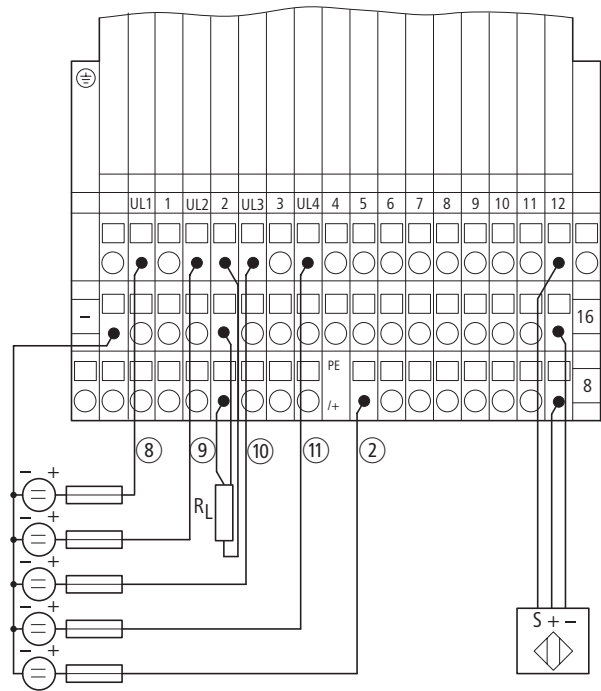 UL1 1 UL2 2 UL3 3 UL4 4 5 6 7 8 9 10 11 12
–
16
PE
/+
8
⑧ ⑨ ⑩ ⑪ ②
– +
RL
– +
– +
– +
– +
S + –